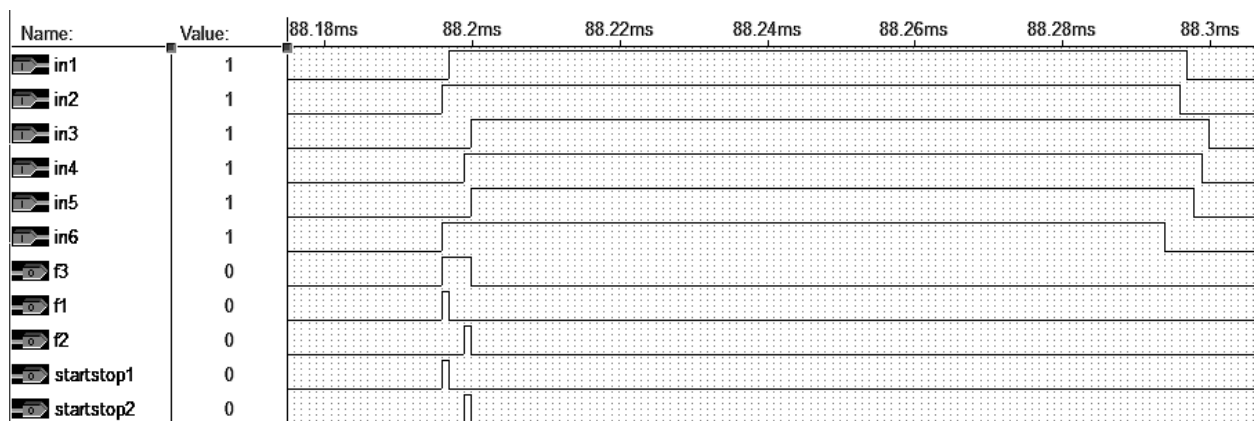 Name: Value: 88.18ms 88.2ms 88.22ms 88.24ms 88.26ms 88.28ms 88.3ms
I in1 1
I in2 1
I in3 1
I in4 1
I in5 1
I in6 1
O f3 0
O f1 0
O f2 0
O startstop1 0
O startstop2 0